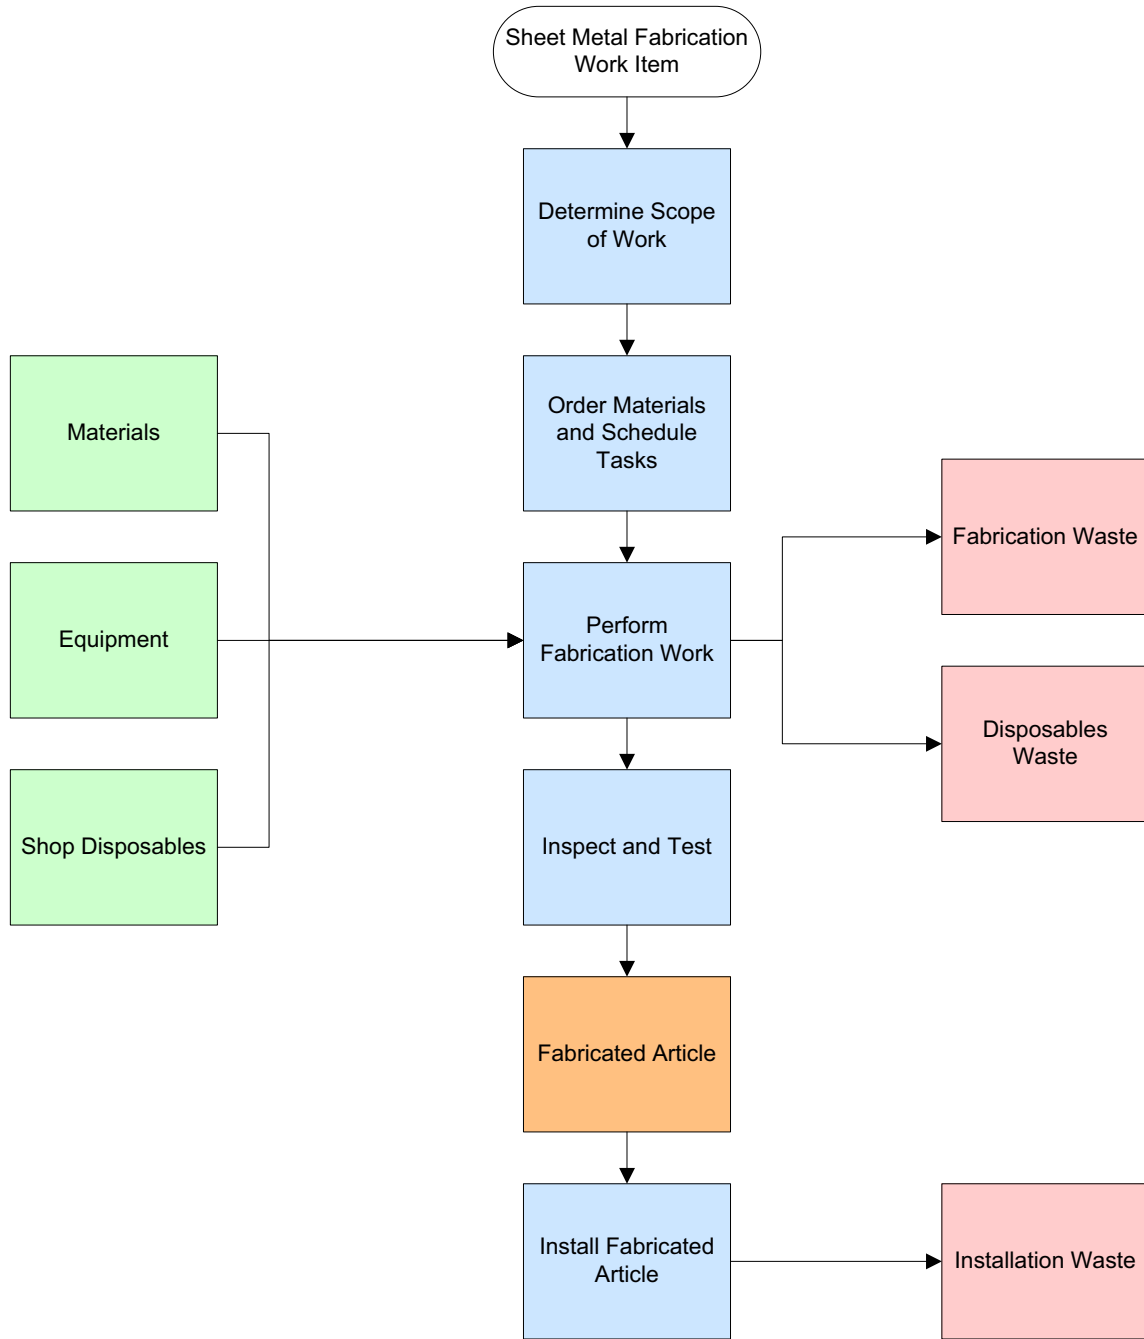 Sheet Metal Fabrication
Work Item
Determine Scope
of Work
Materials
Order Materials
and Schedule
Tasks
Fabrication Waste
Equipment
Perform
Fabrication Work
Disposables
Waste
Shop Disposables
Inspect and Test
Fabricated Article
Install Fabricated
Article
Installation Waste